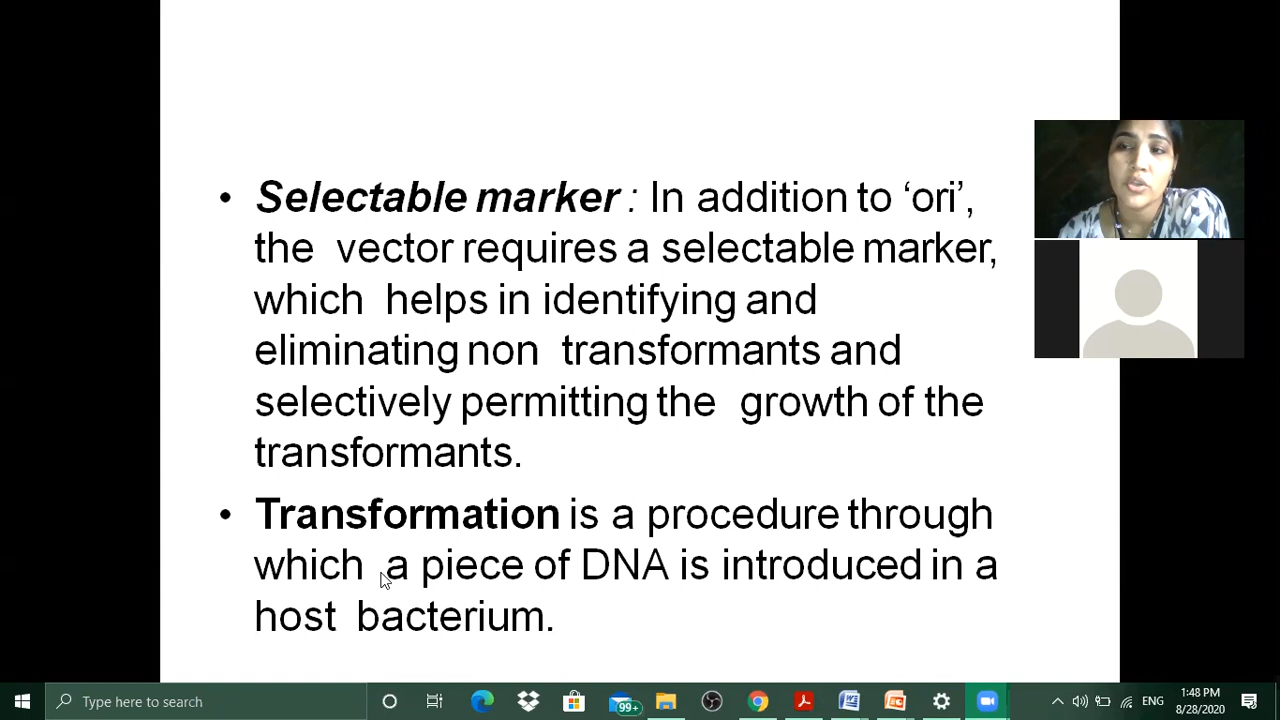 • Selectable marker : In addition to ‘ori’,
the vector requires a selectable marker,
which helps in identifying and
eliminating non transformants and
selectively permitting the growth of the
transformants.
• Transformation is a procedure through
which a piece of DNA is introduced in a
host bacterium.
Type here to search
99+
ENG
1:48 PM
8/28/2020